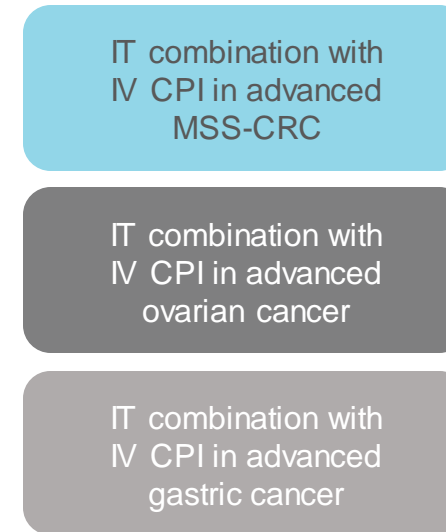 IT combination with
IV CPI in advanced
MSS-CRC
IT combination with
IV CPI in advanced
ovarian cancer
IT combination with
IV CPI in advanced
gastric cancer